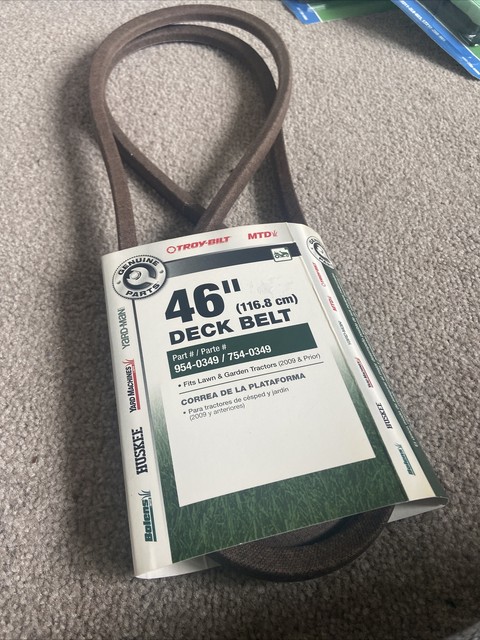 TROY-BILT MTD
GENUINE PARTS
46" (116.8 cm)
DECK BELT
Part # / Parte #
954-0349 / 754-0349
• Fits Lawn & Garden Tractors (2009 & Prior)
CORREA DE LA PLATAFORMA
• Para tractores de césped y jardín
(2009 y anteriores)
YARD-MAN
YARD MACHINES
HUSKEE
Bolens
HUSKEE
Bolens